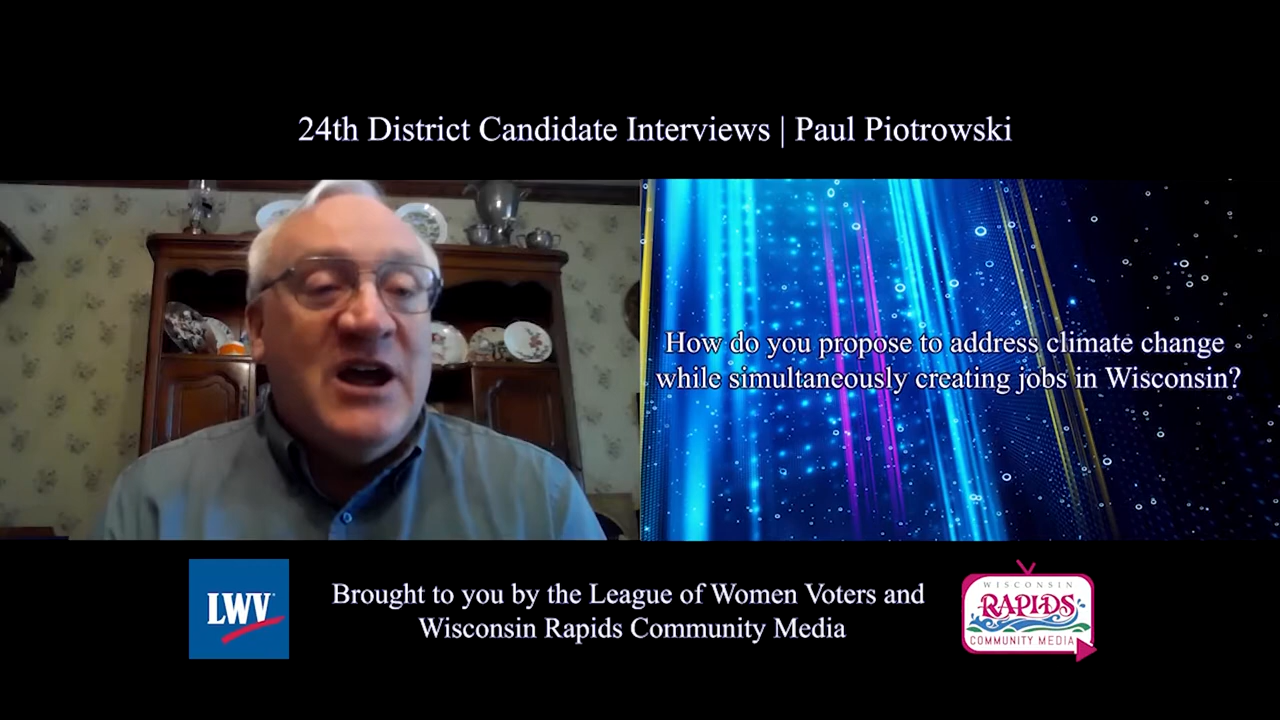 24th District Candidate Interviews | Paul Piotrowski
How do you propose to address climate change
while simultaneously creating jobs in Wisconsin?
LWV
Brought to you by the League of Women Voters and
Wisconsin Rapids Community Media
WISCONSIN
RAPIDS
COMMUNITY MEDIA